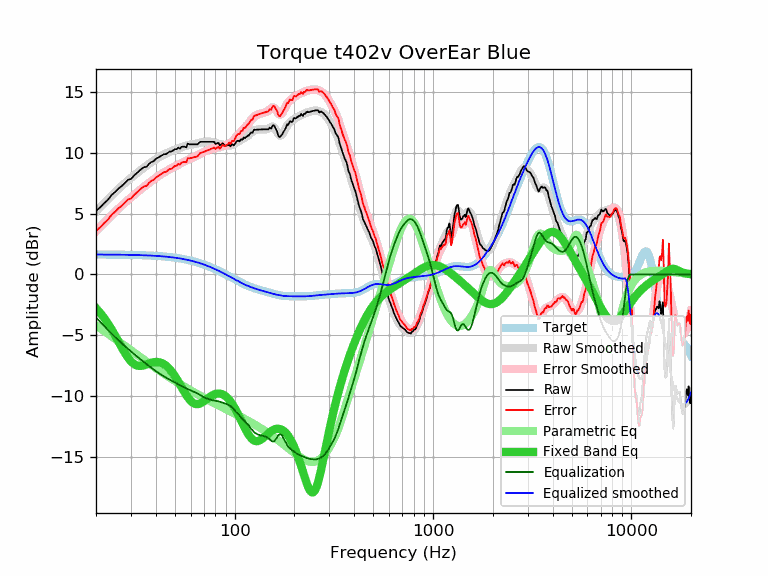 Torque t402v OverEar Blue
Amplitude (dBr)
15
10
5
0
−5
−10
−15
100
1000
10000
Frequency (Hz)
Target
Raw Smoothed
Error Smoothed
Raw
Error
Parametric Eq
Fixed Band Eq
Equalization
Equalized smoothed